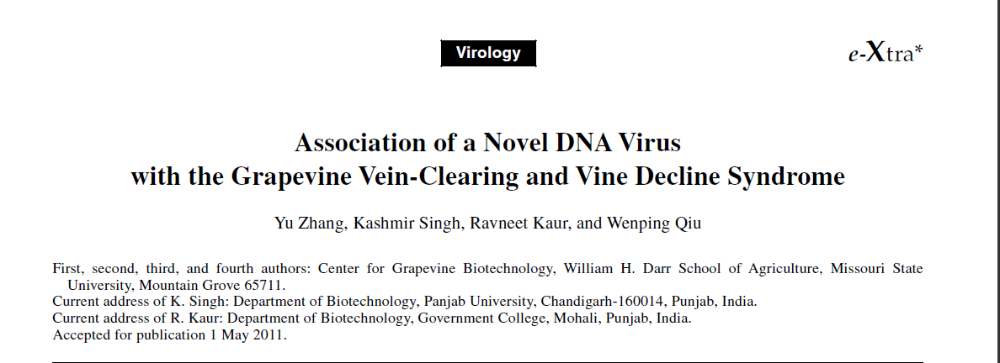 Virology
e-Xtra*
Association of a Novel DNA Virus
with the Grapevine Vein-Clearing and Vine Decline Syndrome
Yu Zhang, Kashmir Singh, Ravneet Kaur, and Wenping Qiu
First, second, third, and fourth authors: Center for Grapevine Biotechnology, William H. Darr School of Agriculture, Missouri State
University, Mountain Grove 65711.
Current address of K. Singh: Department of Biotechnology, Panjab University, Chandigarh-160014, Punjab, India.
Current address of R. Kaur: Department of Biotechnology, Government College, Mohali, Punjab, India.
Accepted for publication 1 May 2011.